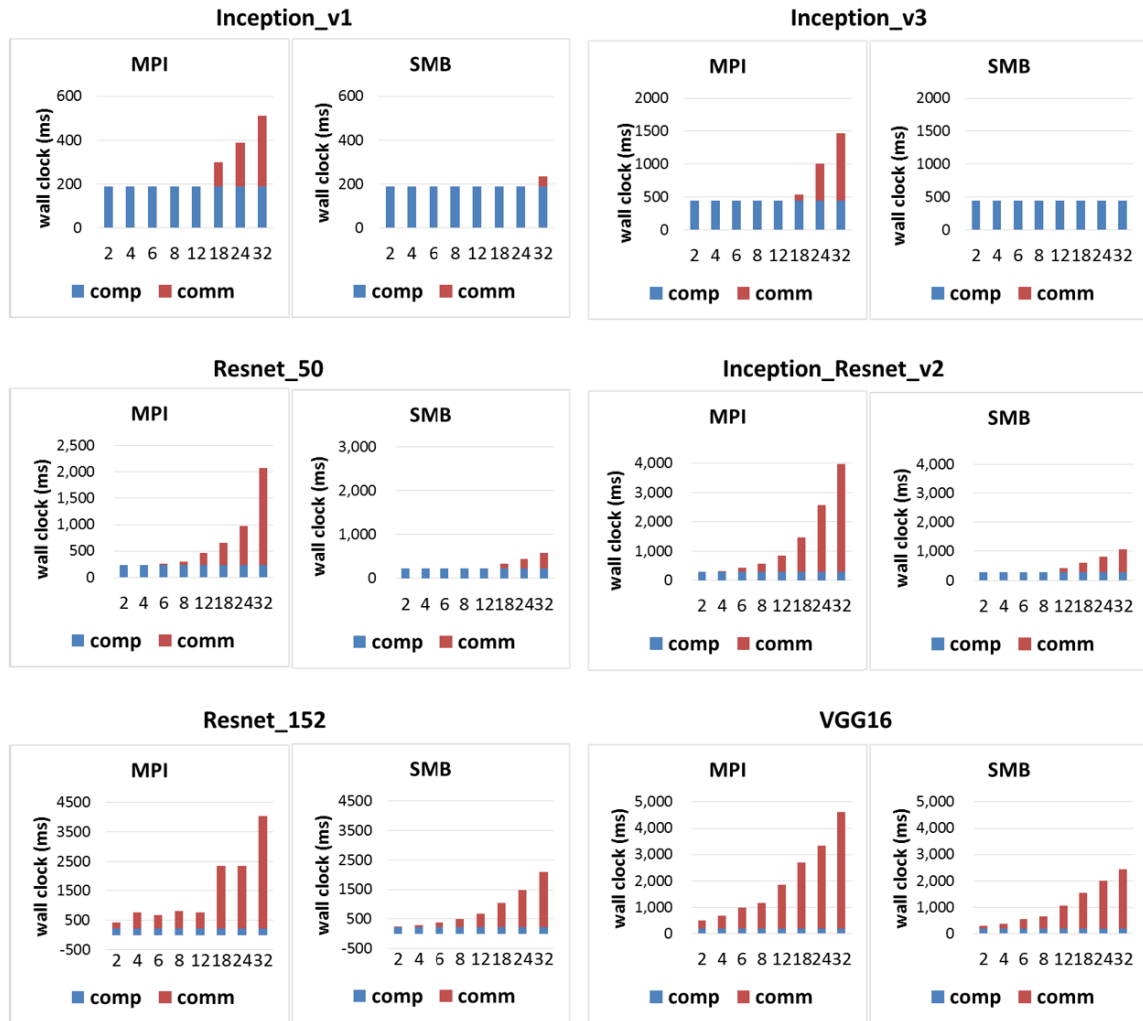 Inception_v1
MPI
wall clock (ms)
600
400
200
0
2 4 6 8 12 18 24 32
comp comm
SMB
wall clock (ms)
600
400
200
0
2 4 6 8 12 18 24 32
comp comm
Inception_v3
MPI
wall clock (ms)
2000
1500
1000
500
0
2 4 6 8 12 18 24 32
comp comm
SMB
wall clock (ms)
2000
1500
1000
500
0
2 4 6 8 12 18 24 32
comp comm
Resnet_50
MPI
wall clock (ms)
2,500
2,000
1,500
1,000
500
0
2 4 6 8 12 18 24 32
comp comm
SMB
wall clock (ms)
3,000
2,000
1,000
0
2 4 6 8 12 18 24 32
comp comm
Inception_Resnet_v2
MPI
wall clock (ms)
4,000
3,000
2,000
1,000
0
2 4 6 8 12 18 24 32
comp comm
SMB
wall clock (ms)
4,000
3,000
2,000
1,000
0
2 4 6 8 12 18 24 32
comp comm
Resnet_152
MPI
wall clock (ms)
4500
3500
2500
1500
500
-500
2 4 6 8 12 18 24 32
comp comm
SMB
wall clock (ms)
4500
3500
2500
1500
500
-500
2 4 6 8 12 18 24 32
comp comm
VGG16
MPI
wall clock (ms)
5,000
4,000
3,000
2,000
1,000
0
2 4 6 8 12 18 24 32
comp comm
SMB
wall clock (ms)
5,000
4,000
3,000
2,000
1,000
0
2 4 6 8 12 18 24 32
comp comm